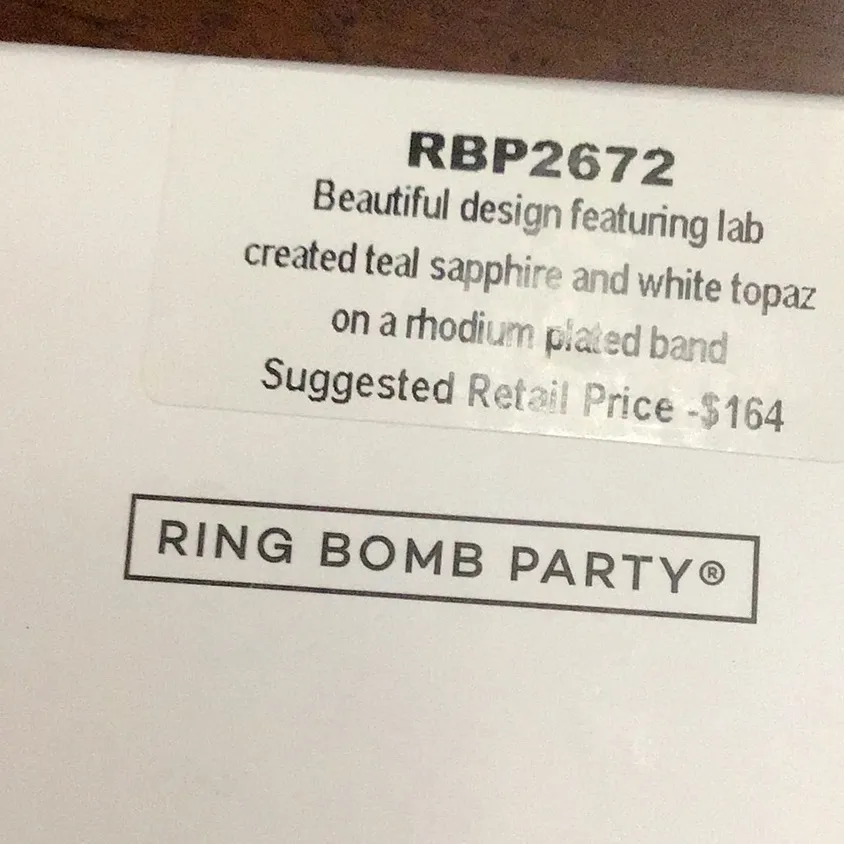 RBP2672
Beautiful design featuring lab
created teal sapphire and white topaz
on a rhodium plated band
Suggested Retail Price -$164
RING BOMB PARTY®